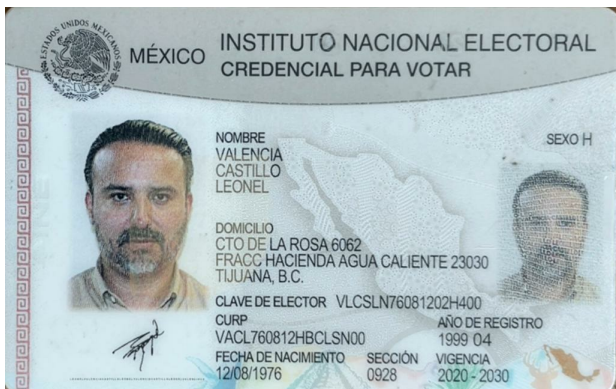 ESTADOS UNIDOS MEXICANOS
MÉXICO
INSTITUTO NACIONAL ELECTORAL
CREDENCIAL PARA VOTAR
NOMBRE
SEXO H
VALENCIA
CASTILLO
LEONEL
DOMICILIO
CTO DE LA ROSA 6062
FRACC HACIENDA AGUA CALIENTE 23030
TIJUANA, B.C.
CLAVE DE ELECTOR VLCSLN76081202H400
CURP AÑO DE REGISTRO
VACL760812HBCLSN00 1999 04
FECHA DE NACIMIENTO SECCIÓN VIGENCIA
12/08/1976 0928 2020 - 2030